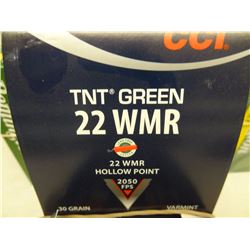 CCI
TNT® GREEN
22 WMR
22 WMR
HOLLOW POINT
2050
FPS
30 GRAIN
VARMINT